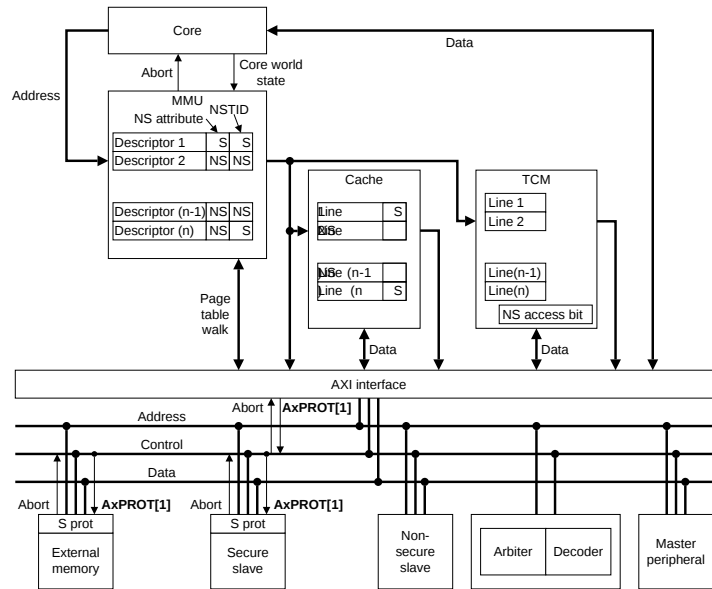 Core
Data
Address
Abort
Core world
state
MMU
NS attribute
NSTID
Descriptor 1 S S
Descriptor 2 NS NS
Descriptor (n-1) NS NS
Descriptor (n) NS S
Cache
Line S
Line
(n-1
Line (n S
)
TCM
Line 1
Line 2
Line(n-1)
Line(n)
NS access bit
Page
table
walk
Data
Data
AXI interface
Abort AxPROT[1]
Address
Control
Data
Abort AxPROT[1]
Abort AxPROT[1]
S prot
External
memory
S prot
Secure
slave
Non-
secure
slave
Arbiter
Decoder
Master
peripheral